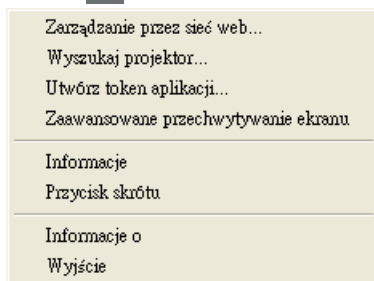 Zarządzanie przez sieć web...
Wyszukaj projektor...
Utwórz token aplikacji...
Zaawansowane przechwytywanie ekranu
Informacje
Przycisk skrótu
Informacje o
Wyjście